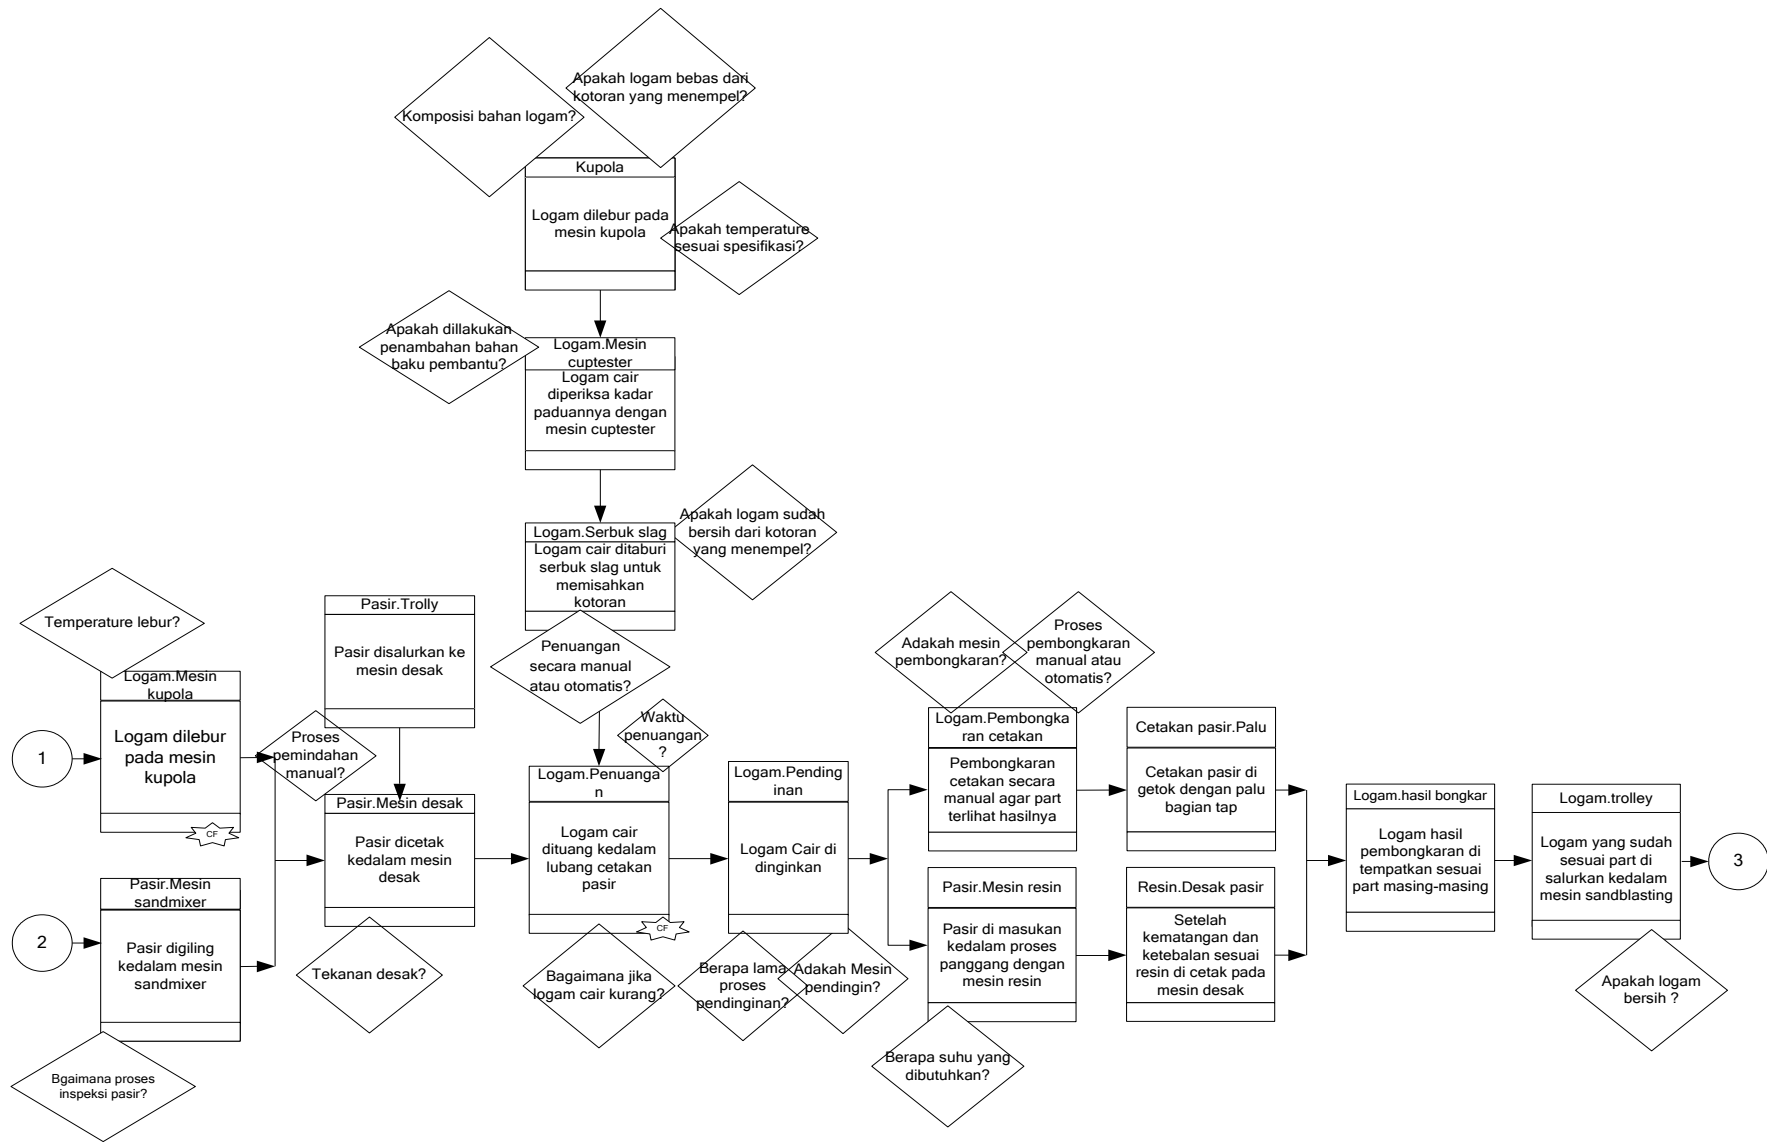 Komposisi bahan logam?
Apakah logam bebas dari
kotoran yang menempel?
Kupola
Logam dilebur pada
mesin kupola
Apakah temperature
sesuai spesifikasi?
Apakah dillakukan
penambahan bahan
baku pembantu?
Logam.Mesin
cuptester
Logam cair
diperiksa kadar
paduannya dengan
mesin cuptester
Logam.Serbuk slag
Logam cair ditaburi
serbuk slag untuk
memisahkan
kotoran
Apakah logam sudah
bersih dari kotoran
yang menempel?
Temperature lebur?
1
Logam.Mesin
kupola
Logam dilebur
pada mesin
kupola
CF
Proses
pemindahan
manual?
Pasir.Trolly
Pasir disalurkan ke
mesin desak
2
Pasir.Mesin
sandmixer
Pasir digiling
kedalam mesin
sandmixer
Bgaimana proses
inspeksi pasir?
Pasir.Mesin desak
Pasir dicetak
kedalam mesin
desak
Tekanan desak?
Penuangan
secara manual
atau otomatis?
Waktu
penuangan
?
Logam.Penuanga
n
Logam cair
dituang kedalam
lubang cetakan
pasir
CF
Bagaimana jika
logam cair kurang?
Logam.Pending
inan
Logam Cair di
dinginkan
Berapa lama
proses
pendinginan?
Adakah Mesin
pendingin?
Adakah mesin
pembongkaran?
Proses
pembongkaran
manual atau
otomatis?
Logam.Pembongka
ran cetakan
Pembongkaran
cetakan secara
manual agar part
terlihat hasilnya
Cetakan pasir.Palu
Cetakan pasir di
getok dengan palu
bagian tap
Pasir.Mesin resin
Pasir di masukan
kedalam proses
panggang dengan
mesin resin
Berapa suhu yang
dibutuhkan?
Resin.Desak pasir
Setelah
kematangan dan
ketebalan sesuai
resin di cetak pada
mesin desak
Logam.hasil bongkar
Logam hasil
pembongkaran di
tempatkan sesuai
part masing-masing
Logam.trolley
Logam yang sudah
sesuai part di
salurkan kedalam
mesin sandblasting
3
Apakah logam
bersih ?